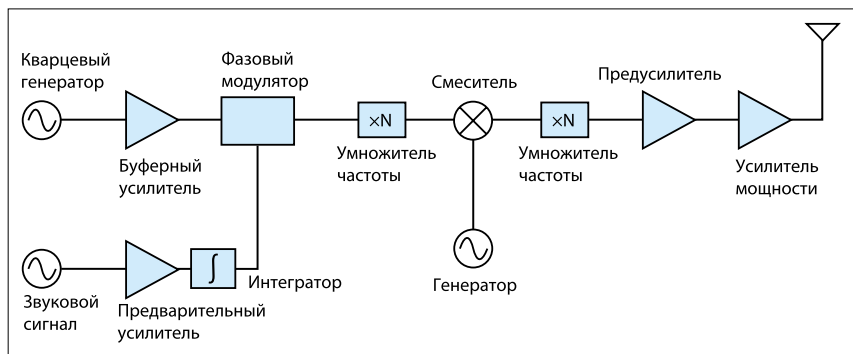 Кварцевый
генератор
Фазовый
модулятор
Смеситель
Предусилитель
×N
×N
Буферный
усилитель
Умножитель
частоты
Умножитель
частоты
Усилитель
мощности
∫
Интегратор
Генератор
Звуковой
сигнал
Предварительный
усилитель